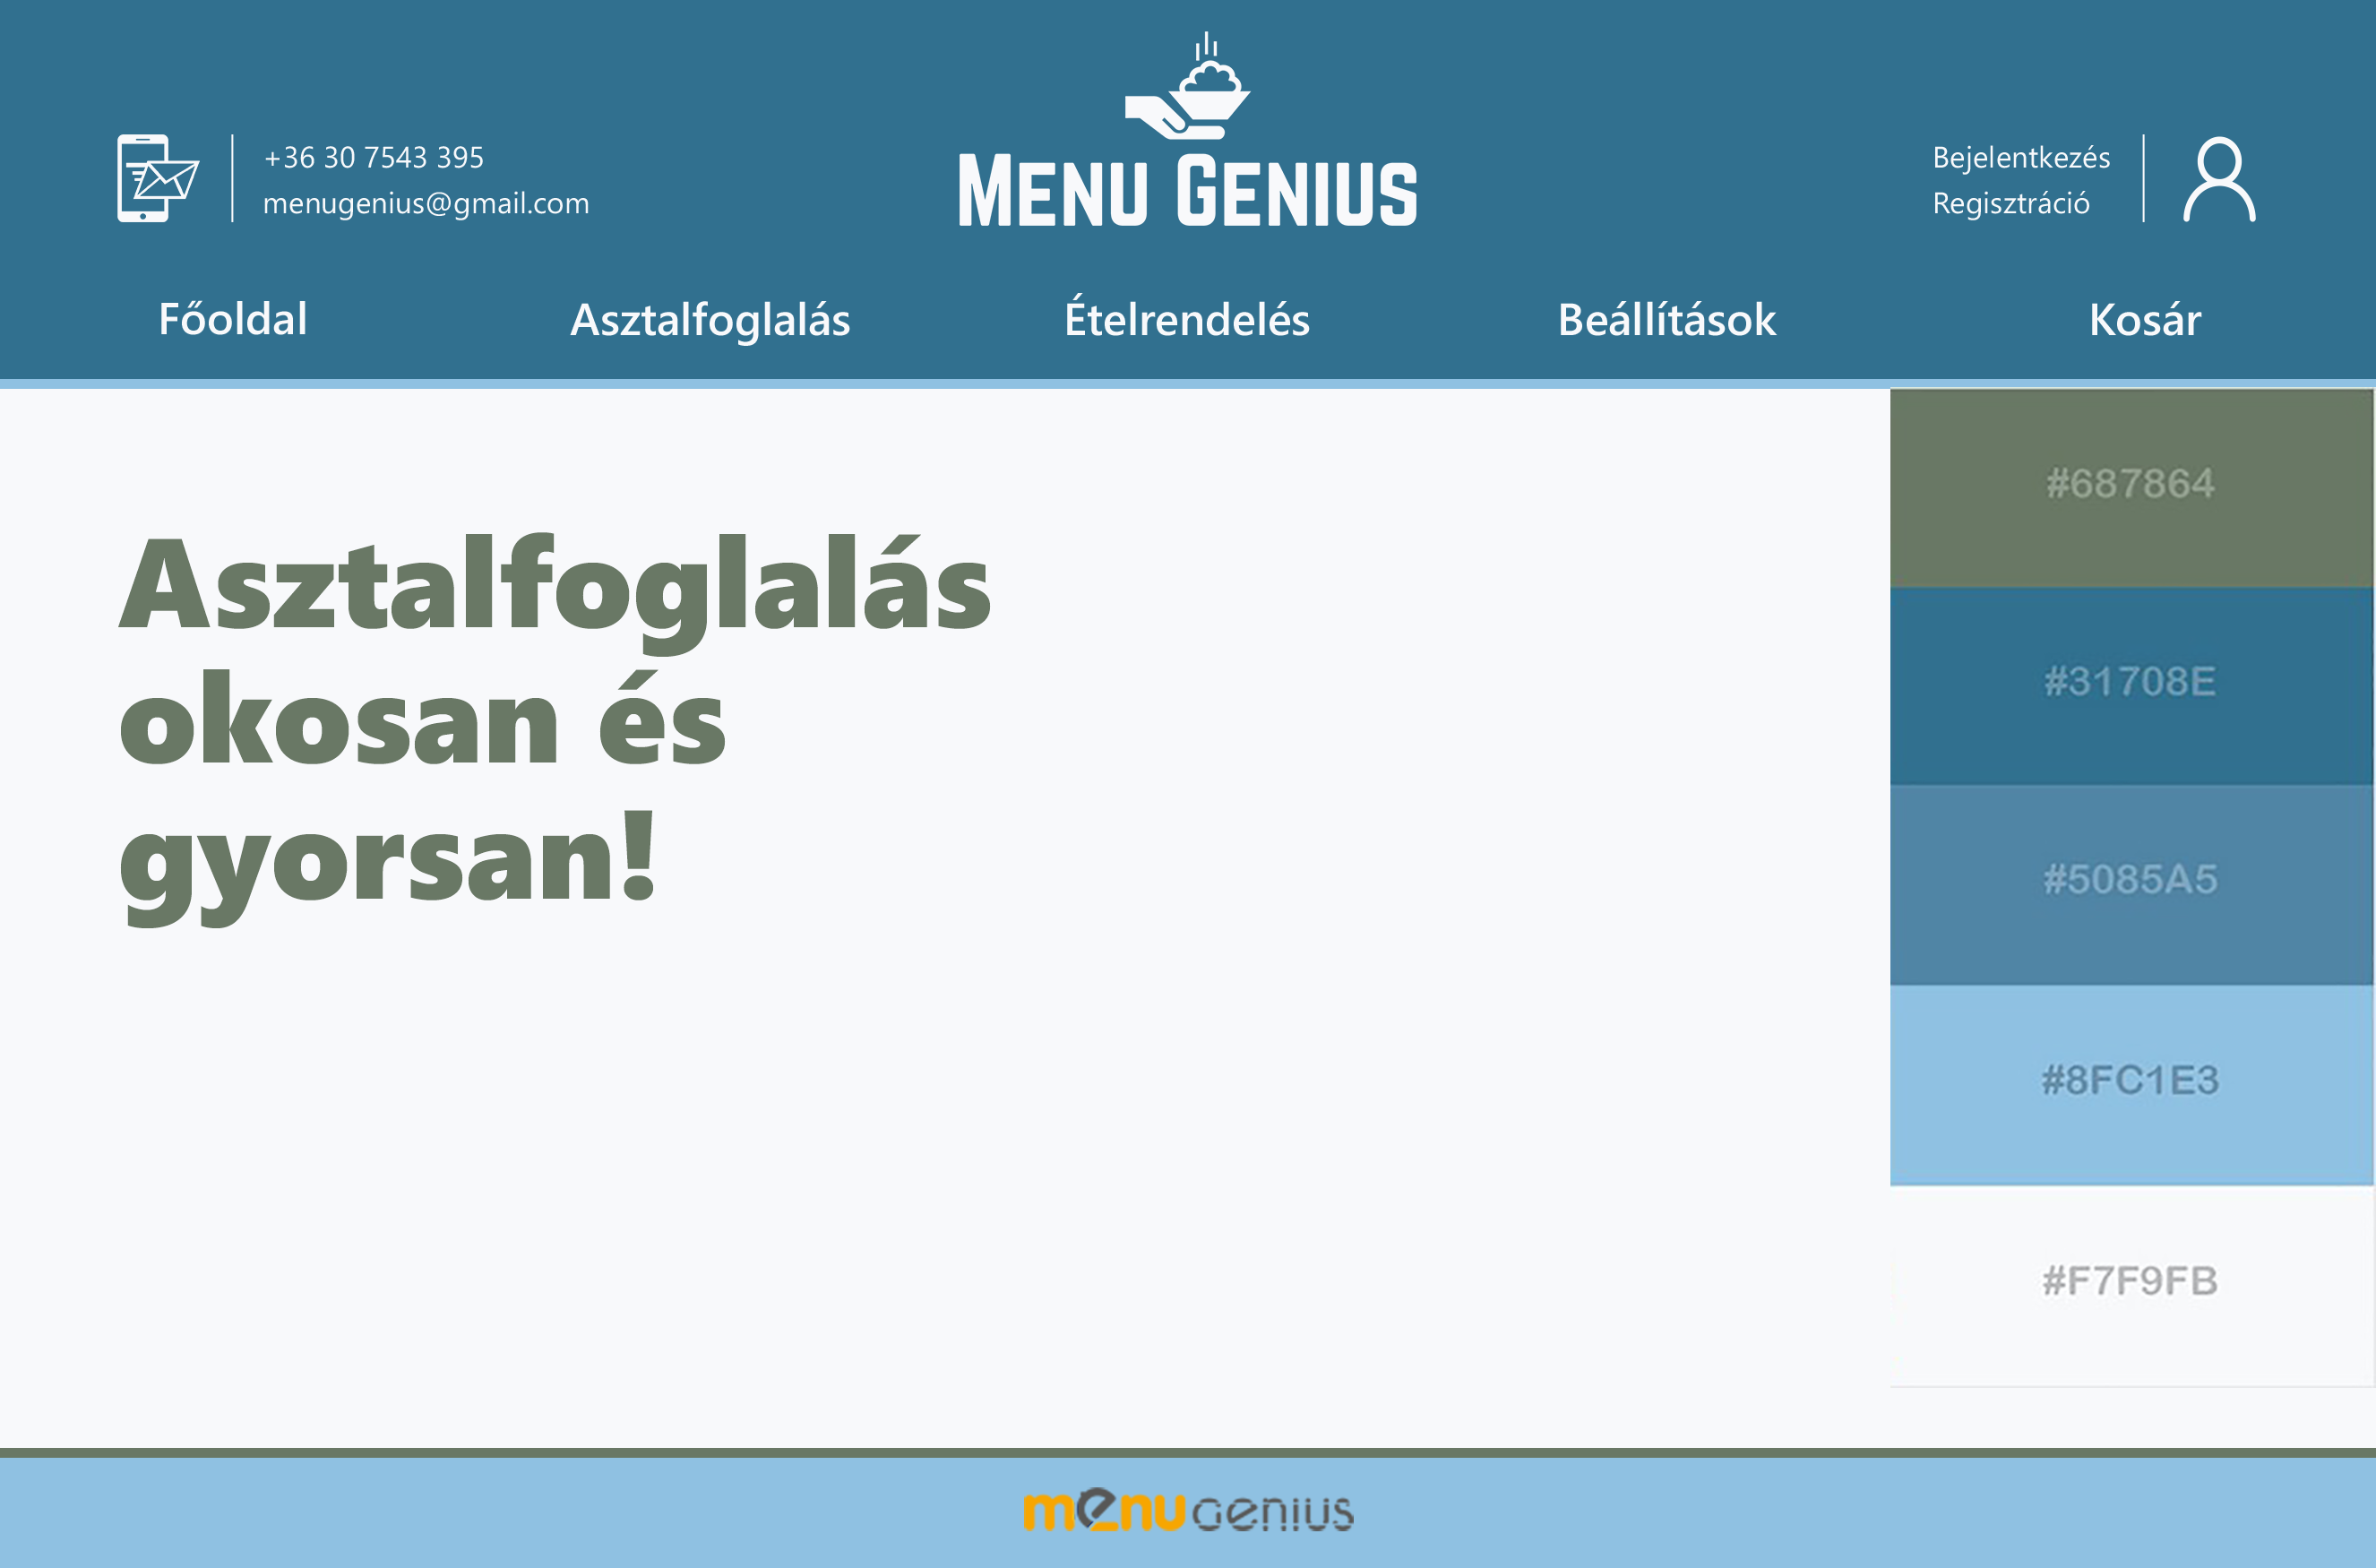 +36 30 7543 395
menugenius@gmail.com
MENU GENIUS
Bejelentkezés
Regisztráció
Főoldal
Asztalfoglalás
Ételrendelés
Beállítások
Kosár
Asztalfoglalás
okosan és
gyorsan!
#687864
#31708E
#5085A5
#8FC1E3
#F7F9FB
menugenius